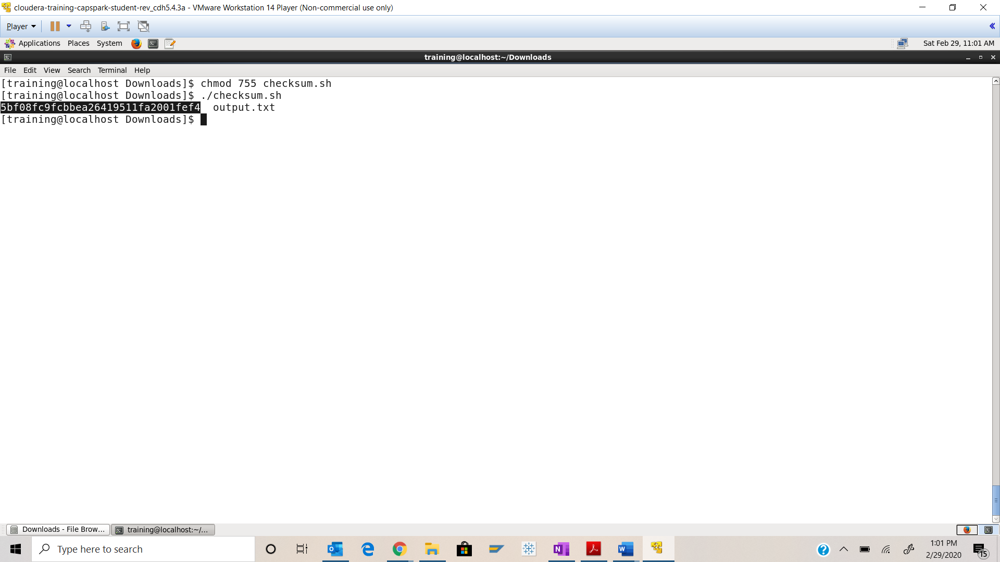 cloudera-training-capspark-student-rev_cdh5.4.3a - VMware Workstation 14 Player (Non-commercial use only)
Player
Applications Places System Sat Feb 29, 11:01 AM
training@localhost:~/Downloads
File Edit View Search Terminal Help
[training@localhost Downloads]$ chmod 755 checksum.sh
[training@localhost Downloads]$ ./checksum.sh
5bf08fc9fcbbea26419511fa2001fef4  output.txt
[training@localhost Downloads]$
Downloads - File Brow... training@localhost:~/...
Type here to search
1:01 PM
2/29/2020
15